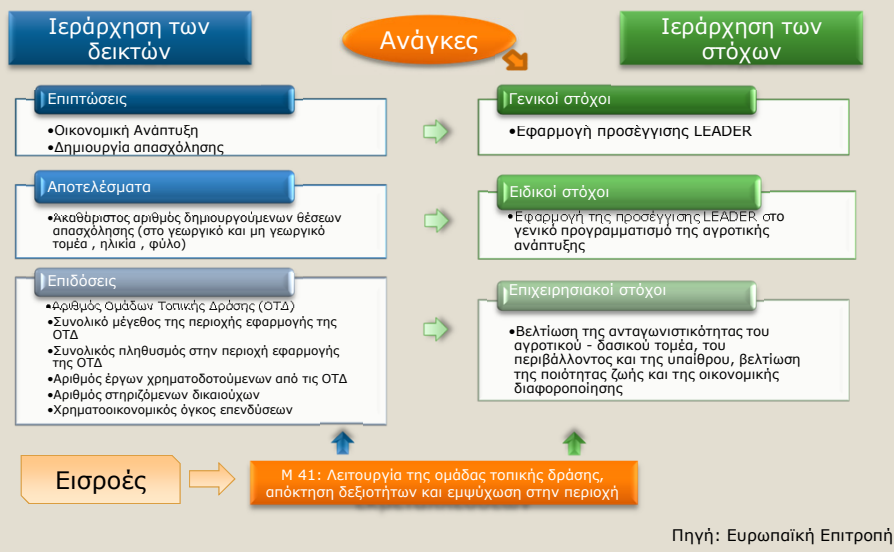 Ιεράρχηση των
δεικτών
Ανάγκες
Ιεράρχηση των
στόχων
Επιπτώσεις
•Οικονομική Ανάπτυξη
•Δημιουργία απασχόλησης
Γενικοί στόχοι
•Εφαρμογή προσέγγισης LEADER
Αποτελέσματα
•Ακαθάριστος αριθμός δημιουργούμενων θέσεων
απασχόλησης (στο γεωργικό και μη γεωργικό
τομέα , ηλικία , φύλο)
Ειδικοί στόχοι
•Εφαρμογή της προσέγγισης LEADER στο
γενικό προγραμματισμό της αγροτικής
ανάπτυξης
Επιδόσεις
•Αριθμός Ομάδων Τοπικής Δράσης (ΟΤΔ)
•Συνολικό μέγεθος της περιοχής εφαρμογής της
ΟΤΔ
•Συνολικός πληθυσμός στην περιοχή εφαρμογής
της ΟΤΔ
•Αριθμός έργων χρηματοδοτούμενων από τις ΟΤΔ
•Αριθμός στηριζόμενων δικαιούχων
•Χρηματοοικονομικός όγκος επενδύσεων
Επιχειρησιακοί στόχοι
•Βελτίωση της ανταγωνιστικότητας του
αγροτικού - δασικού τομέα, του
περιβάλλοντος και της υπαίθρου, βελτίωση
της ποιότητας ζωής και της οικονομικής
διαφοροποίησης
Εισροές
Μ 41: Λειτουργία της ομάδας τοπικής δράσης,
απόκτηση δεξιοτήτων και εμψύχωση στην περιοχή
Πηγή: Ευρωπαϊκή Επιτροπή